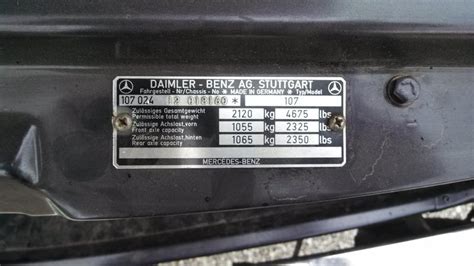 DAIMLER - BENZ AG. STUTTGART
Fahrgestell - Nr/Chassis - No * MADE IN GERMANY * Typ/Model
107 024 12 * 107
Zulässiges Gesamtgewicht
Permissible total weight 2120 kg 4675 lbs
Zulässige Achslast,vorn
Front axle capacity 1055 kg 2325 lbs
Zulässige Achslast,hinten
Rear axle capacity 1065 kg 2350 lbs
MERCEDES-BENZ